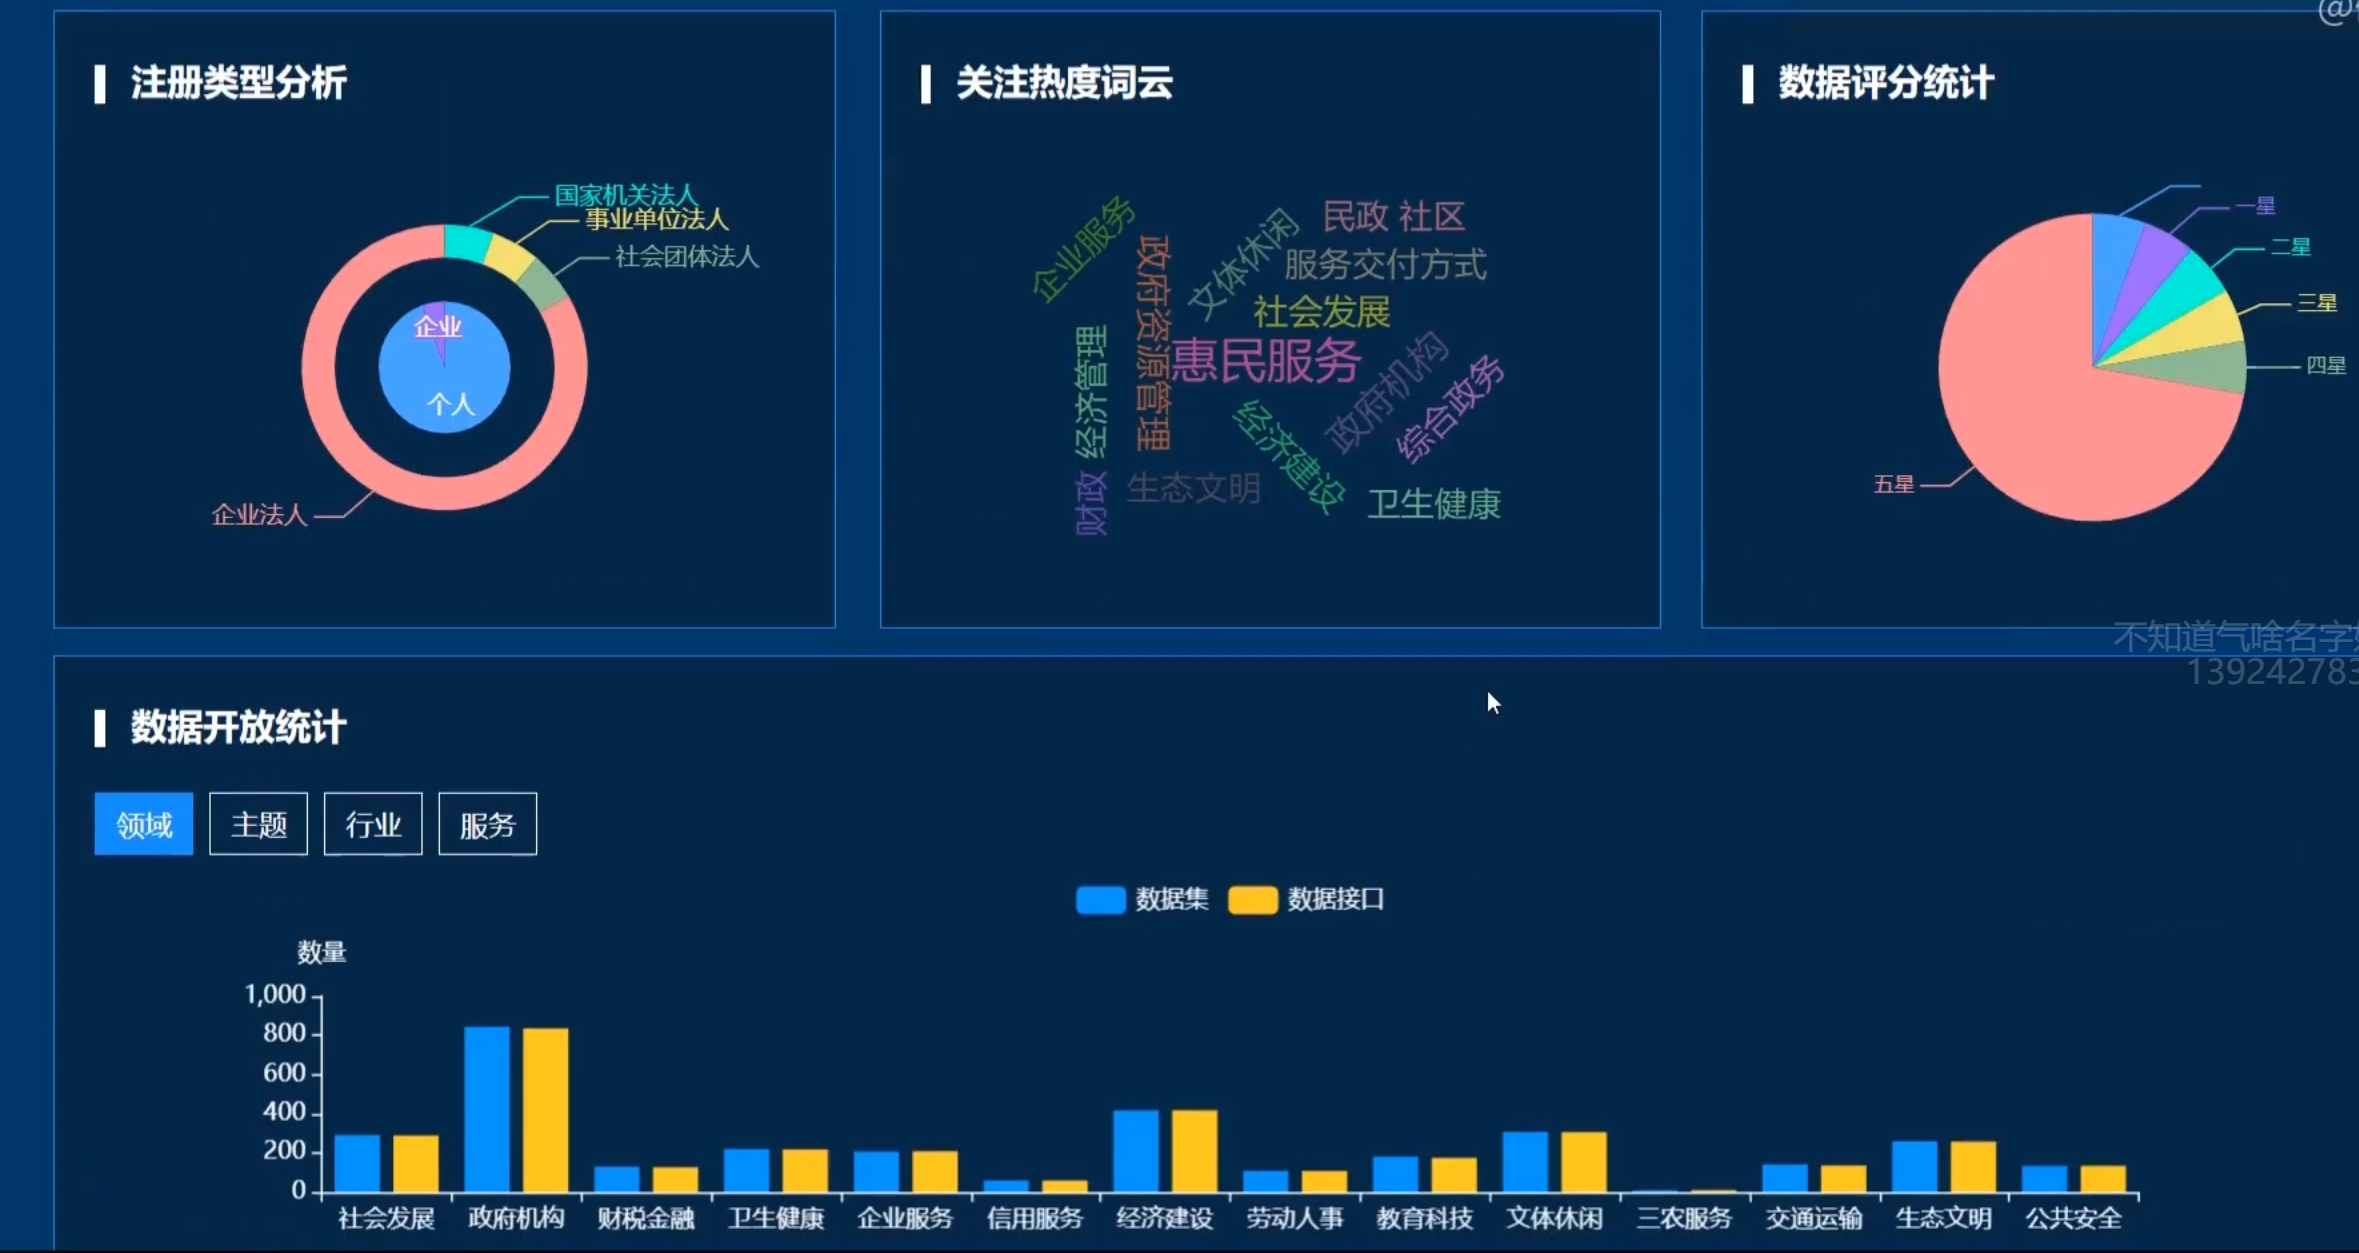 注册类型分析
国家机关法人
事业单位法人
社会团体法人
企业
个人
企业法人
关注热度词云
企业服务
政府资源管理
文体休闲
民政 社区
服务交付方式
社会发展
惠民服务
经济管理
政府机构
综合政务
经济建设
财政
生态文明
卫生健康
数据评分统计
一星
二星
三星
四星
五星
@
不知道气啥名字
139242783
数据开放统计
领域 主题 行业 服务
数据集 数据接口
数量
1,000
800
600
400
200
0
社会发展 政府机构 财税金融 卫生健康 企业服务 信用服务 经济建设 劳动人事 教育科技 文体休闲 三农服务 交通运输 生态文明 公共安全